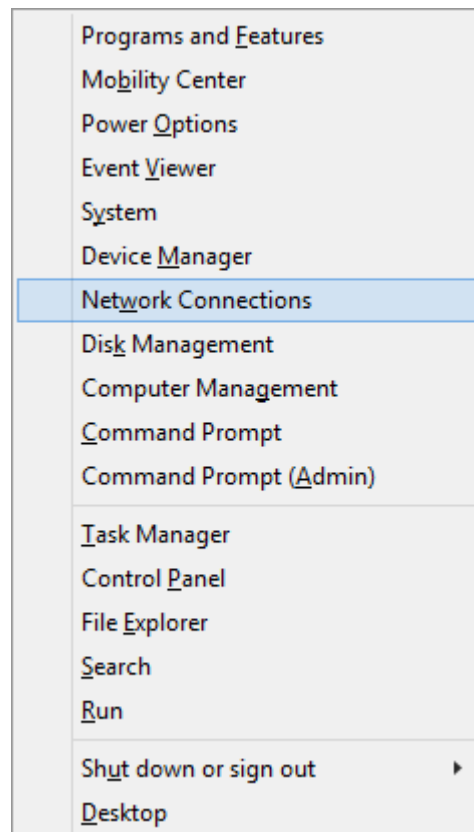 Programs and Features
Mobility Center
Power Options
Event Viewer
System
Device Manager
Network Connections
Disk Management
Computer Management
Command Prompt
Command Prompt (Admin)
Task Manager
Control Panel
File Explorer
Search
Run
Shut down or sign out
Desktop